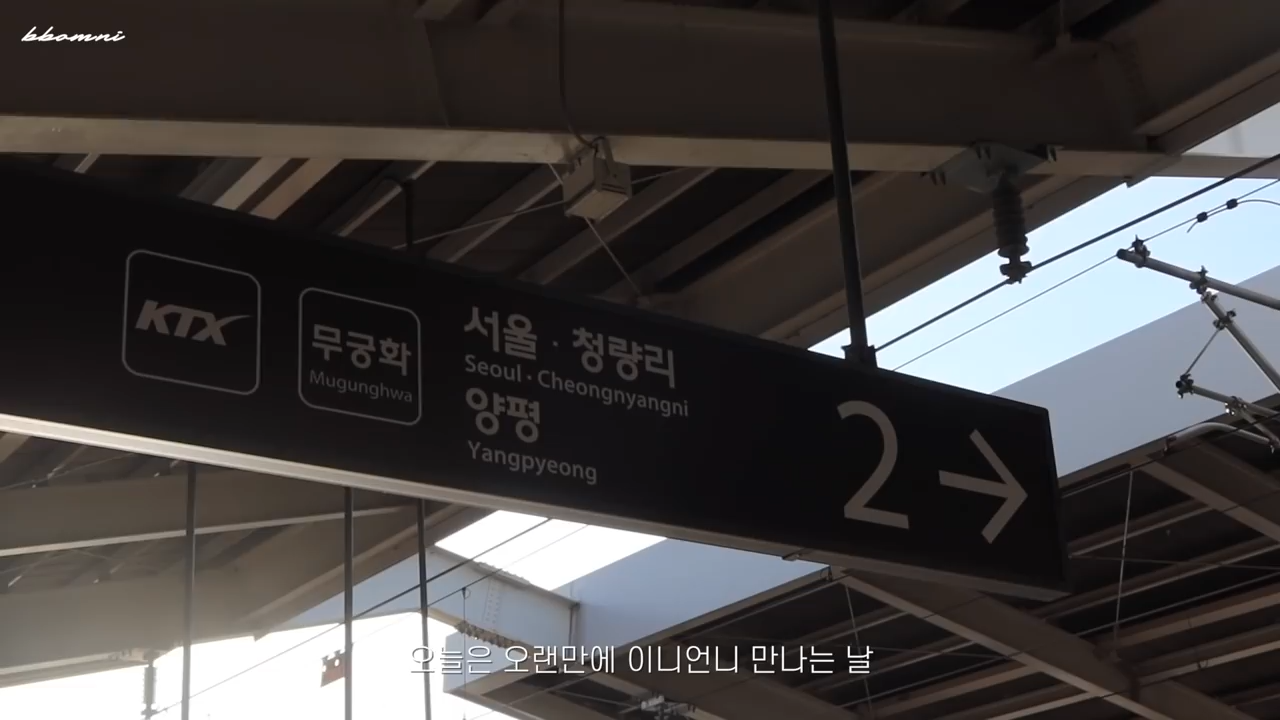 bbomni
KTX
무궁화
Mugunghwa
서울 · 청량리
Seoul · Cheongnyangni
양평
Yangpyeong
2 →
오늘은 오랜만에 이니언니 만나는 날